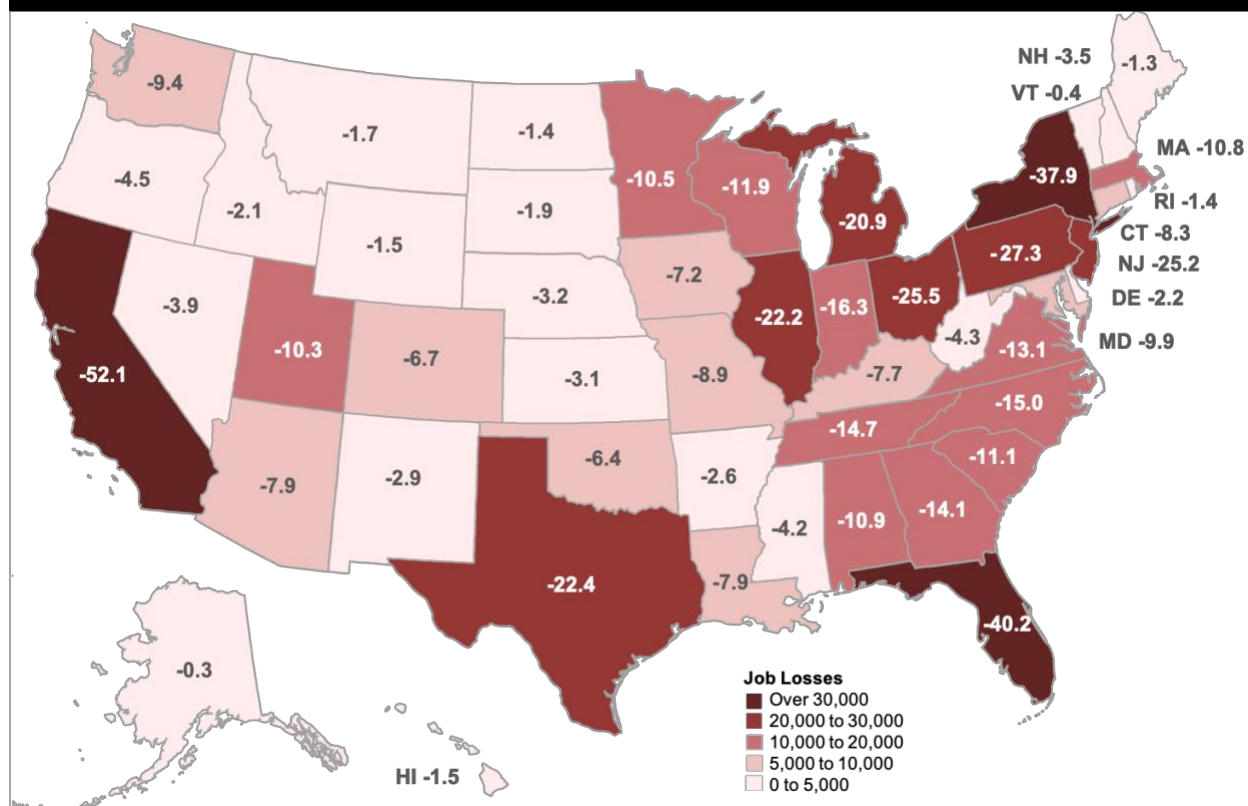 NH -3.5
-1.3
VT -0.4
-9.4
-1.7
-1.4
MA -10.8
-4.5
-10.5
-11.9
-37.9
-2.1
-1.9
RI -1.4
-1.5
-20.9
CT -8.3
-27.3
NJ -25.2
-7.2
-3.9
-3.2
-22.2
-16.3
-25.5
DE -2.2
-4.3
MD -9.9
-10.3
-6.7
-13.1
-52.1
-3.1
-8.9
-7.7
-15.0
-14.7
-6.4
-11.1
-7.9
-2.9
-2.6
-4.2
-10.9
-14.1
-22.4
-7.9
-40.2
-0.3
HI -1.5
Job Losses
Over 30,000
20,000 to 30,000
10,000 to 20,000
5,000 to 10,000
0 to 5,000